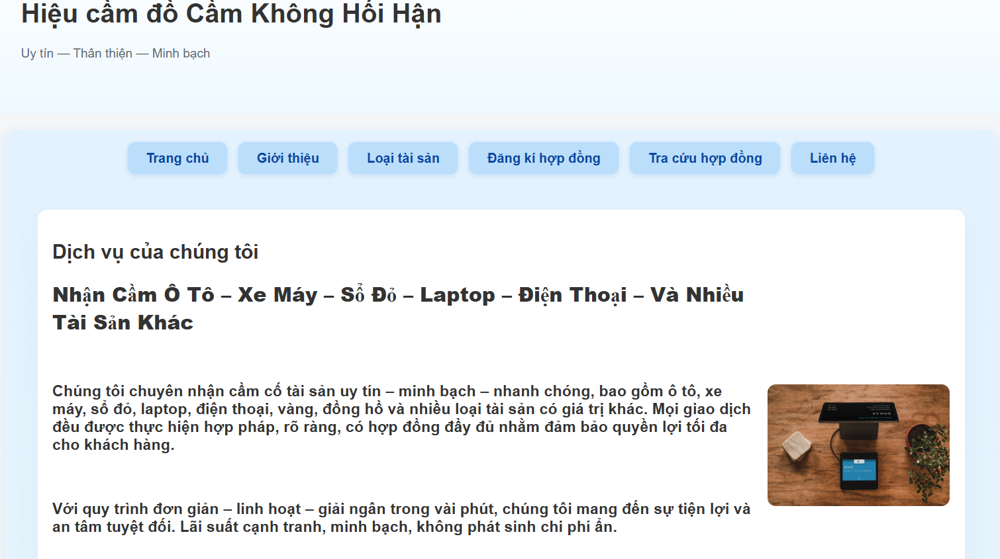 Hiệu cầm đồ Cầm Không Hối Hận
Uy tín — Thân thiện — Minh bạch
Trang chủ
Giới thiệu
Loại tài sản
Đăng kí hợp đồng
Tra cứu hợp đồng
Liên hệ
Dịch vụ của chúng tôi
Nhận Cầm Ô Tô – Xe Máy – Sổ Đỏ – Laptop – Điện Thoại – Và Nhiều
Tài Sản Khác
Chúng tôi chuyên nhận cầm cố tài sản uy tín – minh bạch – nhanh chóng, bao gồm ô tô, xe
máy, sổ đỏ, laptop, điện thoại, vàng, đồng hồ và nhiều loại tài sản có giá trị khác. Mọi giao dịch
đều được thực hiện hợp pháp, rõ ràng, có hợp đồng đầy đủ nhằm đảm bảo quyền lợi tối đa
cho khách hàng.
Với quy trình đơn giản – linh hoạt – giải ngân trong vài phút, chúng tôi mang đến sự tiện lợi và
an tâm tuyệt đối. Lãi suất cạnh tranh, minh bạch, không phát sinh chi phí ẩn.